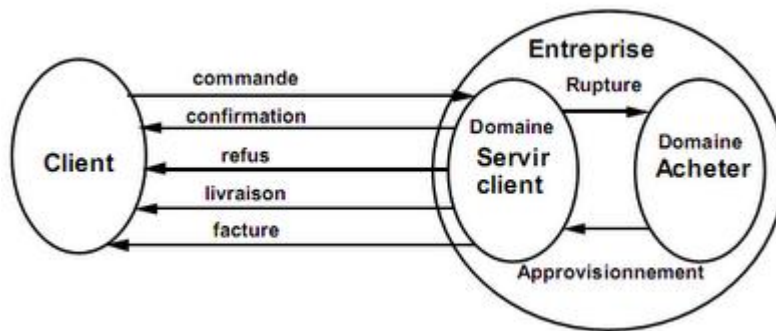 Entreprise
commande
Rupture
confirmation
Domaine
Servir
client
Domaine
Acheter
Client
refus
livraison
facture
Approvisionnement